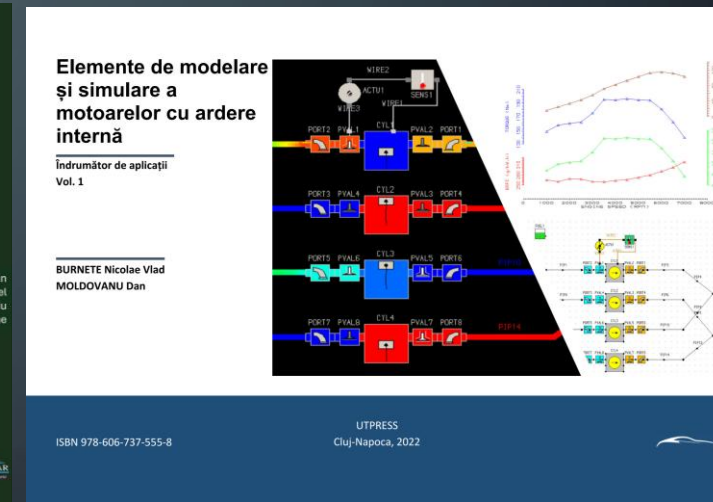 Elemente de modelare
și simulare a
motoarelor cu ardere
internă
Îndrumător de aplicații
Vol. 1
BURNETE Nicolae Vlad
MOLDOVANU Dan
WIRE2
ACTU1
SENS1
WIRE3
WIRE1
CYL1
PORT2 PVAL1 PVAL2 PORT1
CYL2
PORT3 PVAL4 PVAL3 PORT4
CYL3
PORT5 PVAL6 PVAL5 PORT6
CYL4
PORT7 PVAL8 PVAL7 PORT8
PIPE4
ISBN 978-606-737-555-8
UTPRESS
Cluj-Napoca, 2022